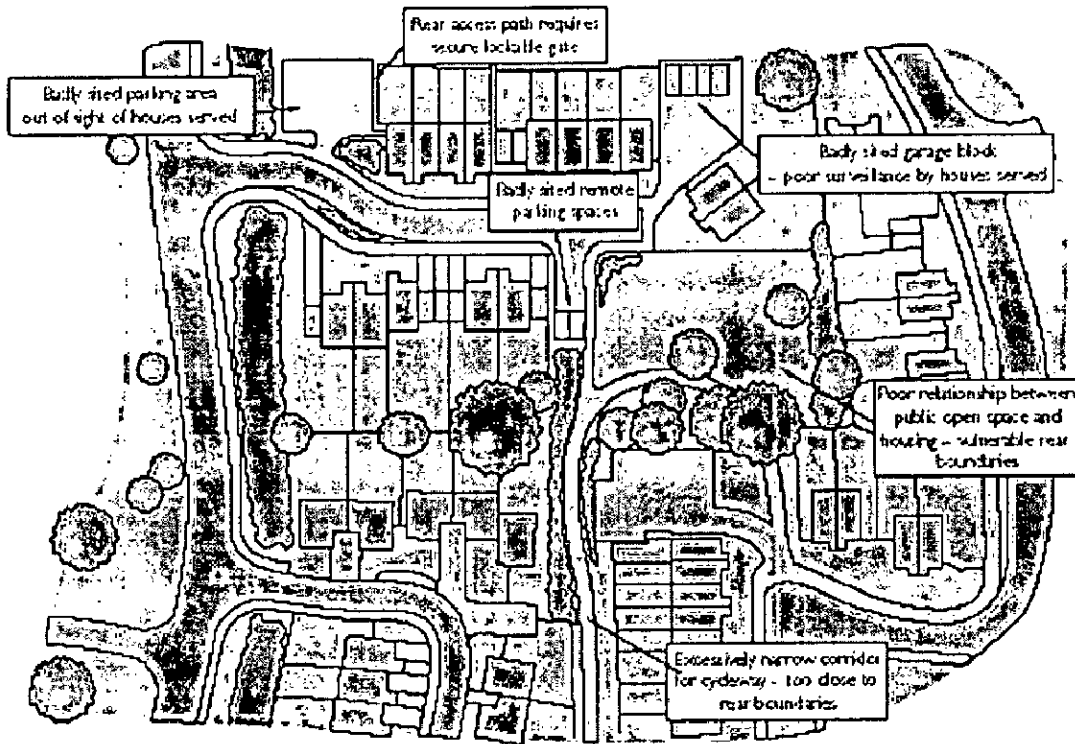 Rear access path requires
secure lockable gate
Badly sited parking area
out of sight of houses served
Badly sited garage block
– poor surveillance by houses served
Badly sited remote
parking spaces
Poor relationship between
public open space and
housing – vulnerable rear
boundaries
Excessively narrow corridor
for cycleway – too close to
rear boundaries